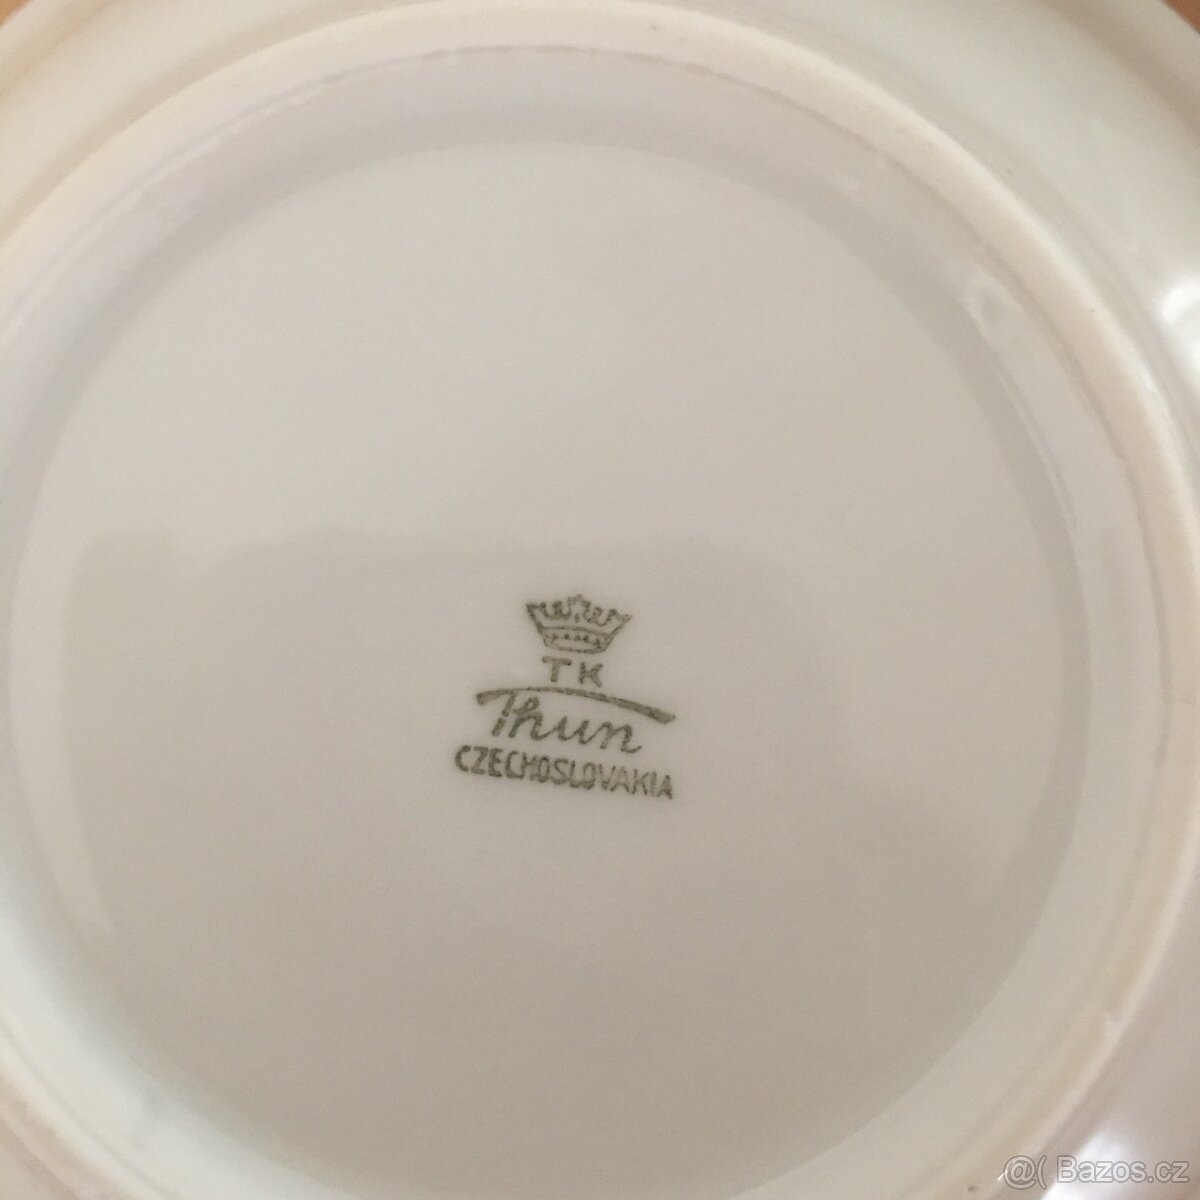 TK
Thun
CZECHOSLOVAKIA
@( Bazos.cz